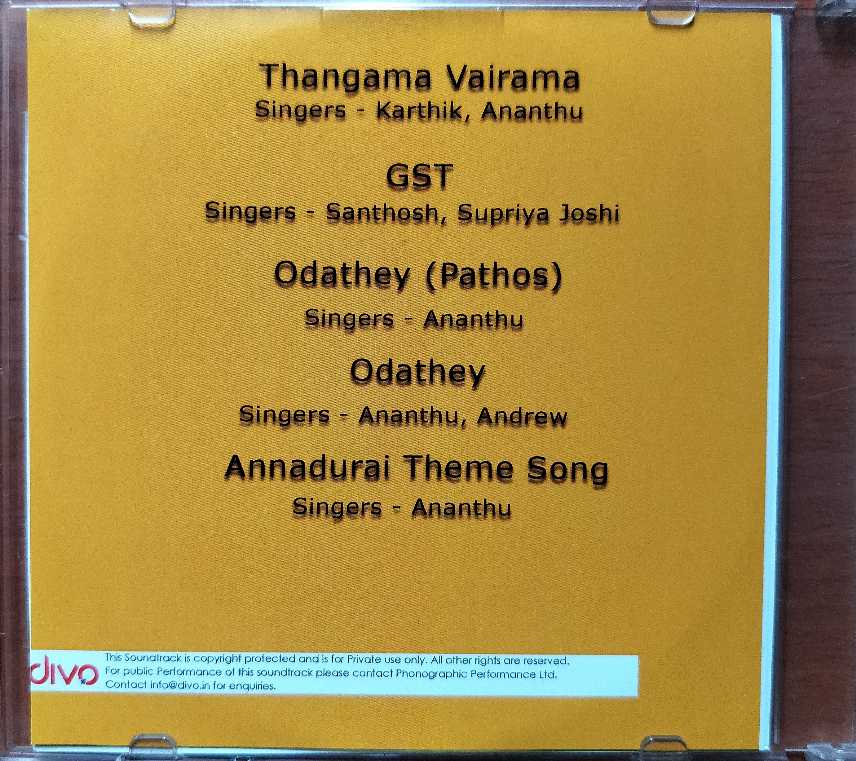 Thangama Vairama
Singers - Karthik, Ananthu
GST
Singers - Santhosh, Supriya Joshi
Odathey (Pathos)
Singers - Ananthu
Odathey
Singers - Ananthu, Andrew
Annadurai Theme Song
Singers - Ananthu
divo
This Soundtrack is copyright protected and is for Private use only. All other rights are reserved.
For public Performance of this soundtrack please contact Phonographic Performance Ltd.
Contact info@divo.in for enquiries.